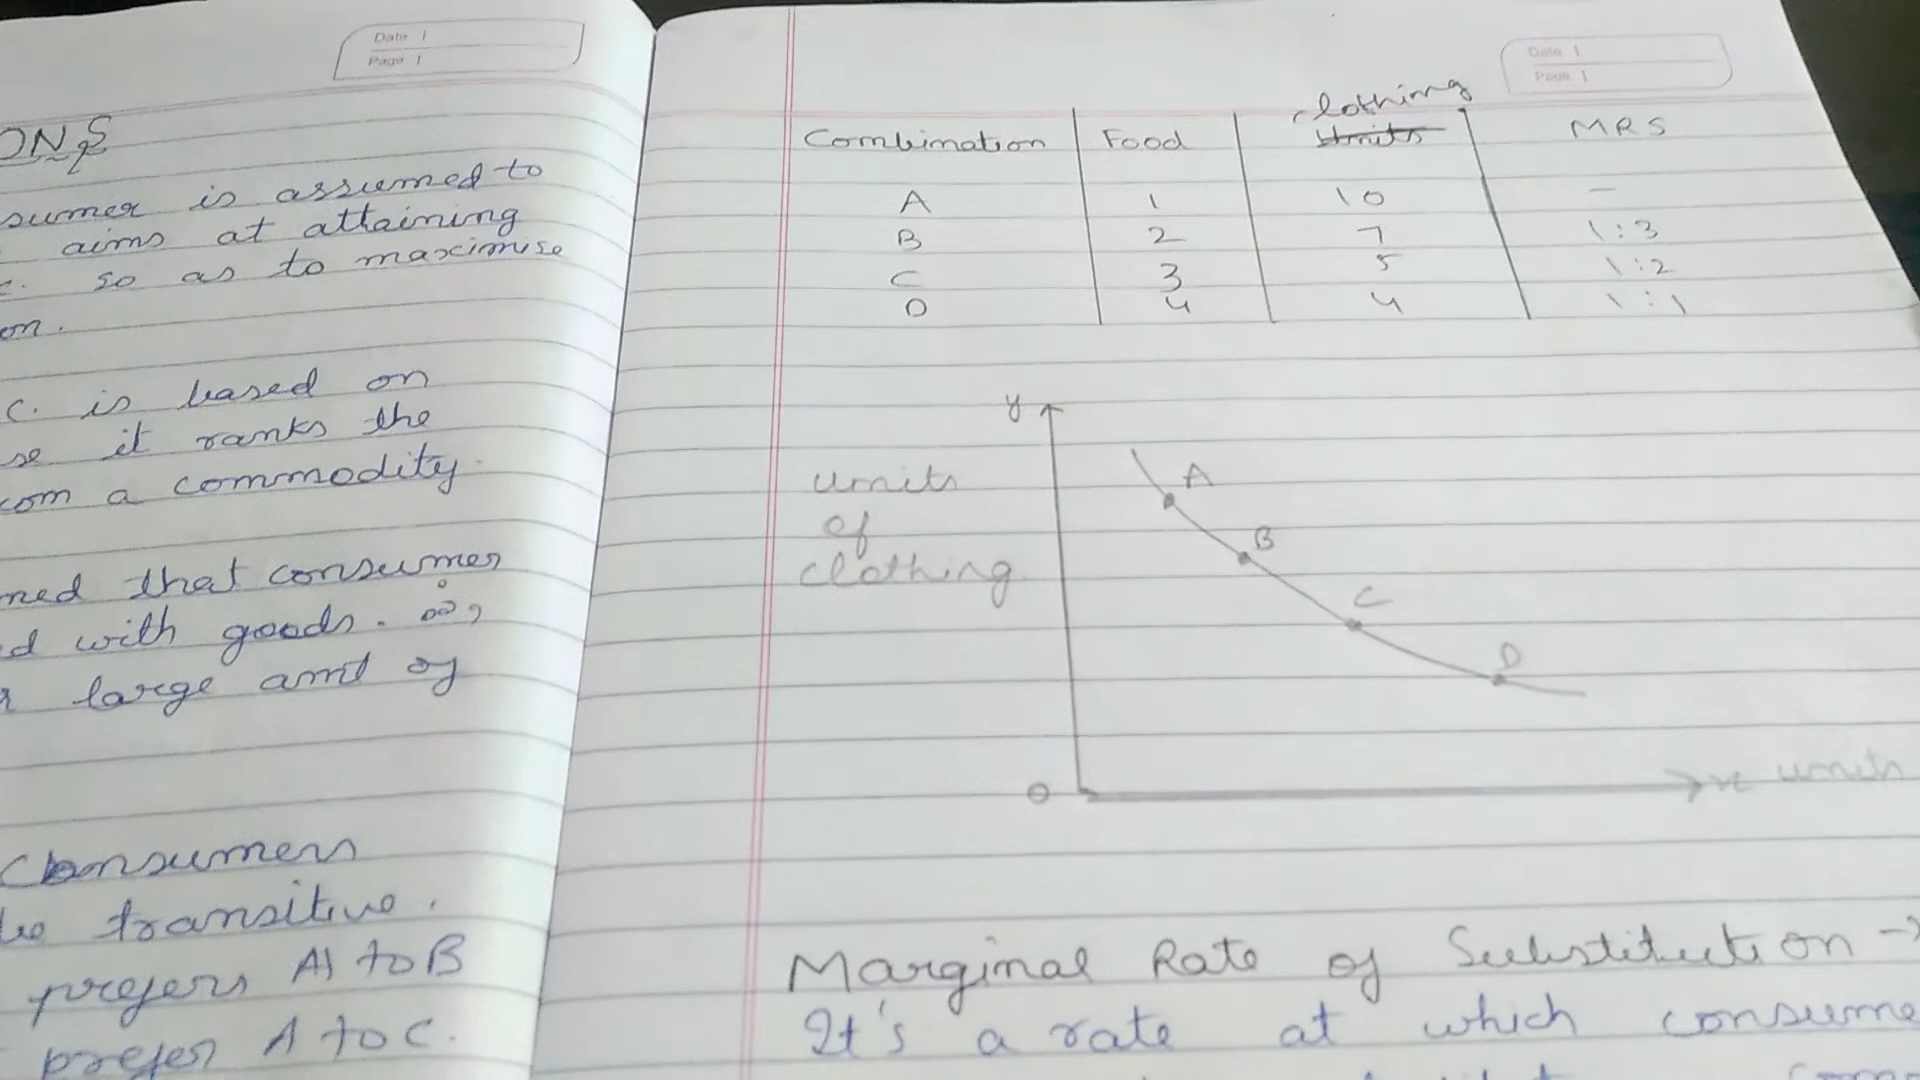 Date
Page
ONS
sumer is assumed to
aims at attaining
so as to maximise
on.
c. is based on
se it ranks the
com a commodity.
med that consumer
d with goods. ∞,
r large amt of
Consumers
be transitive.
prefers A to B
prefer A to C.
Date
Page
Combination Food clothing MRS
A 1 10 -
B 2 7 1:3
C 3 5 1:2
D 4 4 1:1
y
units
of
clothing
A
B
C
D
O
x units
Marginal Rate of Substitution →
It's a rate at which consume